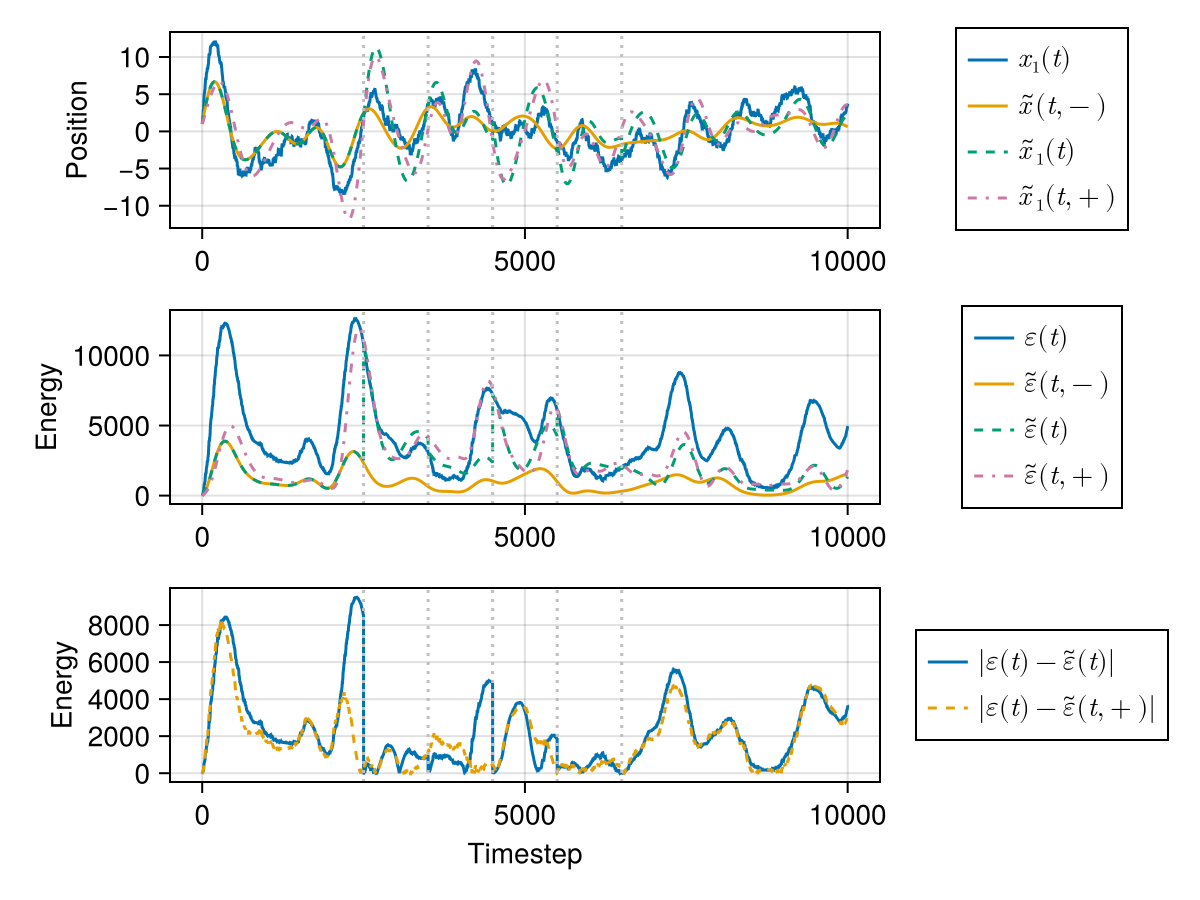 Position
10
5
0
−5
−10
0 5000 10000
x₁(t)
x̃(t, −)
x̃₁(t)
x̃₁(t, +)
Energy
10000
5000
0
0 5000 10000
ε(t)
ε̃(t, −)
ε̃(t)
ε̃(t, +)
Energy
8000
6000
4000
2000
0
0 5000 10000
Timestep
|ε(t) − ε̃(t)|
|ε(t) − ε̃(t, +)|